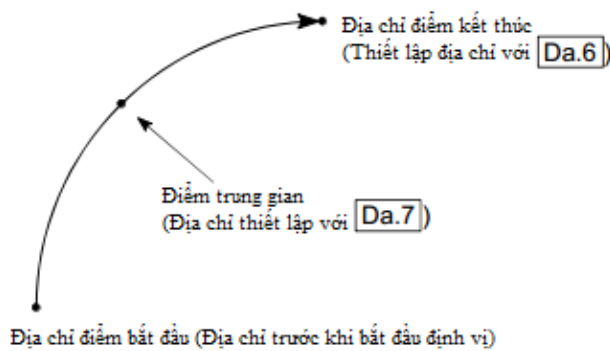 Địa chỉ điểm kết thúc
(Thiết lập địa chỉ với Da.6)
Điểm trung gian
(Địa chỉ thiết lập với Da.7)
Địa chỉ điểm bắt đầu (Địa chỉ trước khi bắt đầu định vị)